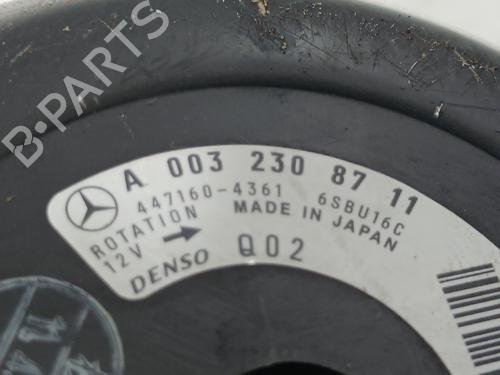 B-PARTS
A 003 230 87 11
447160-4361 6SBU16C
ROTATION MADE IN JAPAN
12V
DENSO Q02